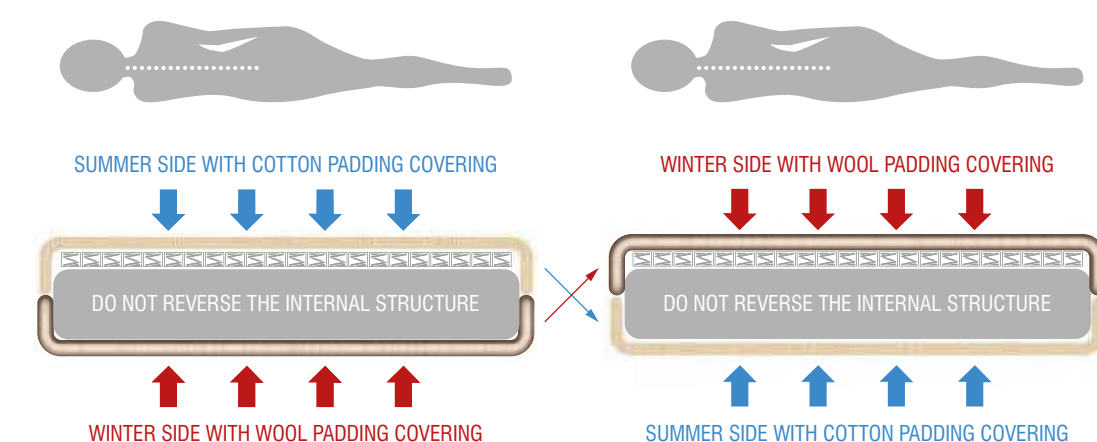 SUMMER SIDE WITH COTTON PADDING COVERING
WINTER SIDE WITH WOOL PADDING COVERING
DO NOT REVERSE THE INTERNAL STRUCTURE
DO NOT REVERSE THE INTERNAL STRUCTURE
WINTER SIDE WITH WOOL PADDING COVERING
SUMMER SIDE WITH COTTON PADDING COVERING